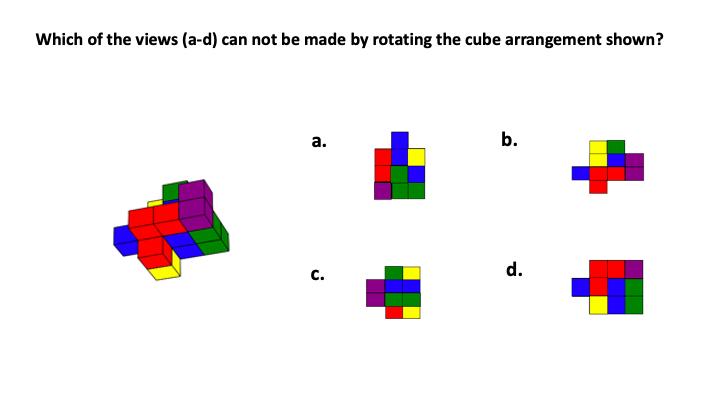 Which of the views (a-d) can not be made by rotating the cube arrangement shown?
a.
b.
c.
d.